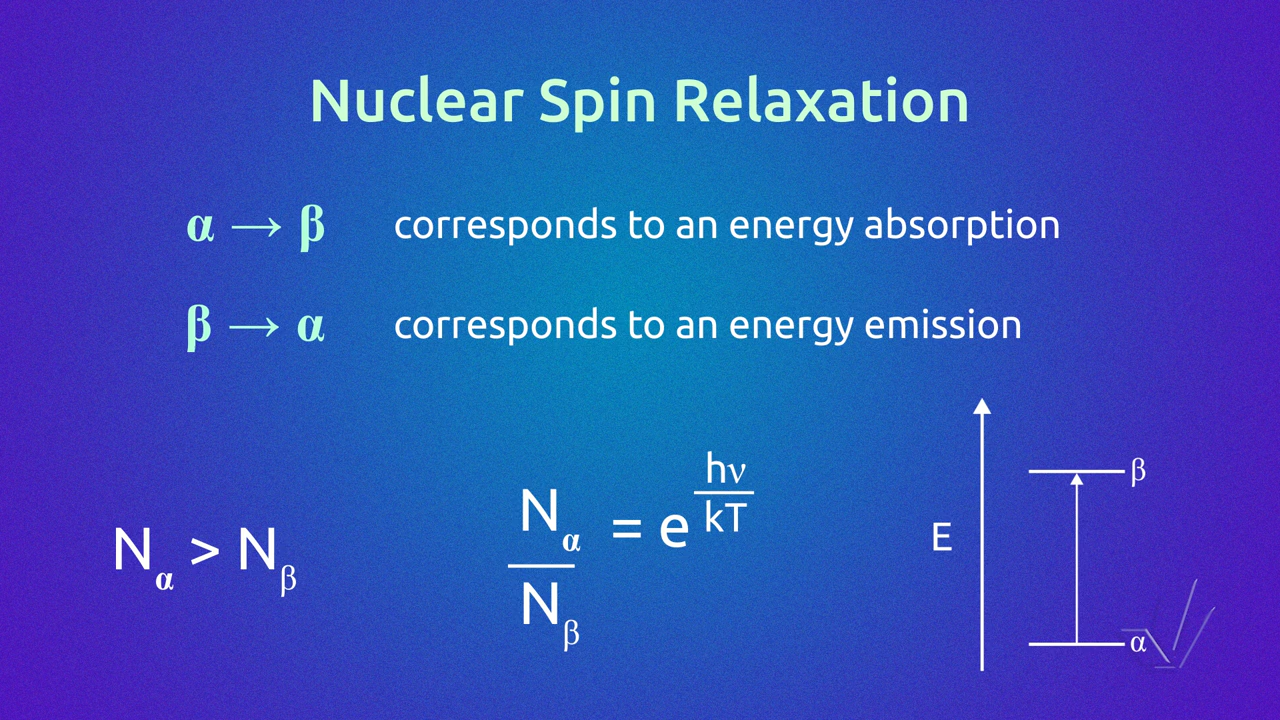 Nuclear Spin Relaxation
α → β corresponds to an energy absorption
β → α corresponds to an energy emission
Nα > Nβ
Nα/Nβ = e^(hν/kT)
E
β
α